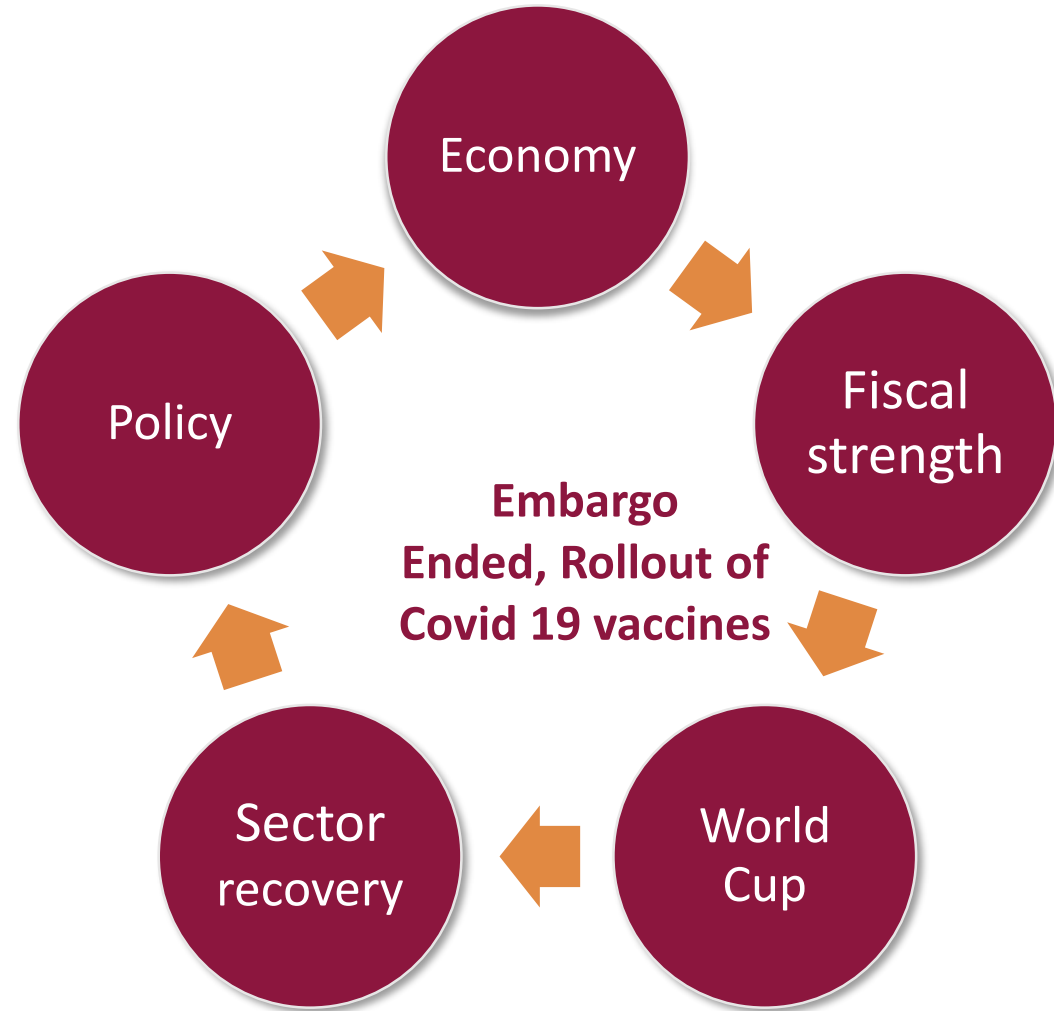 Economy
Fiscal
strength
World
Cup
Sector
recovery
Policy
Embargo
Ended, Rollout of
Covid 19 vaccines